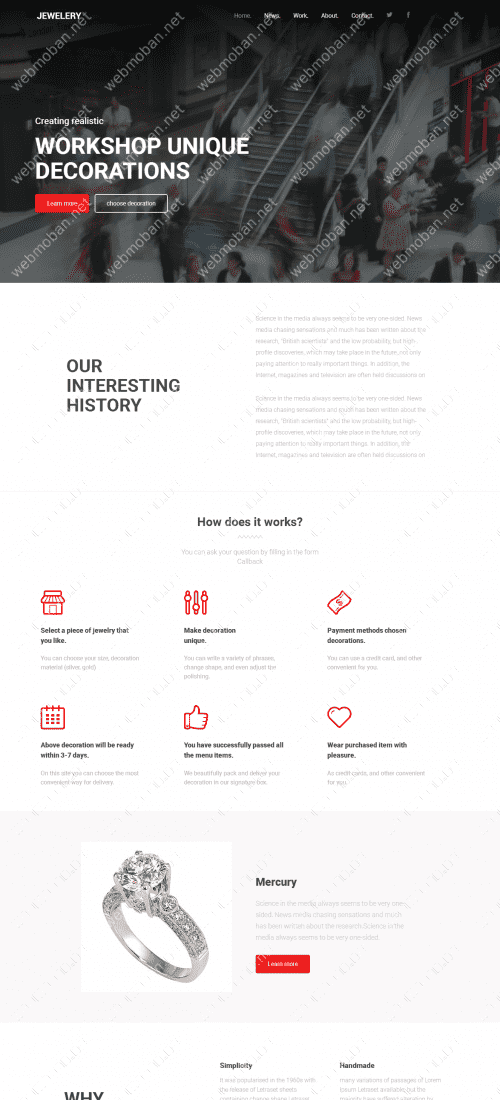 JEWELERY.
Home. News. Work. About. Contact.
Creating realistic
WORKSHOP UNIQUE
DECORATIONS
Learn more
choose decoration
OUR
INTERESTING
HISTORY
Science in the media always seems to be very one-sided. News
media chasing sensations and much has been written about the
research, "British scientists" and the low probability, but high-
profile discoveries, which may take place in the future, not only
paying attention to really important things. In addition, the
Internet, magazines and television are often held discussions on
Science in the media always seems to be very one-sided. News
media chasing sensations and much has been written about the
research, "British scientists" and the low probability, but high-
profile discoveries, which may take place in the future, not only
paying attention to really important things. In addition, the
Internet, magazines and television are often held discussions on
How does it works?
You can ask your question by filling in the form
Callback
Select a piece of jewelry that
you like.
You can choose your size, decoration
material (silver, gold)
Make decoration
unique.
You can write a variety of phrases,
change shape, and even adjust the
polishing.
Payment methods chosen
decorations.
You can use a credit card, and other
convenient for you.
Above decoration will be ready
within 3-7 days.
On this site you can choose the most
convenient way for delivery.
You have successfully passed all
the menu items.
We beautifully pack and deliver your
decoration in our signature box.
Wear purchased item with
pleasure.
As credit cards, and other convenient
for you.
Mercury
Science in the media always seems to be very one-
sided. News media chasing sensations and much
has been written about the research Science in the
media always seems to be very one-sided.
Learn more
WHY
Simplicity
It was popularised in the 1960s with
the release of Letraset sheets
Handmade
many variations of passages of Lorem
Ipsum Letraset available but the
webmoban.net